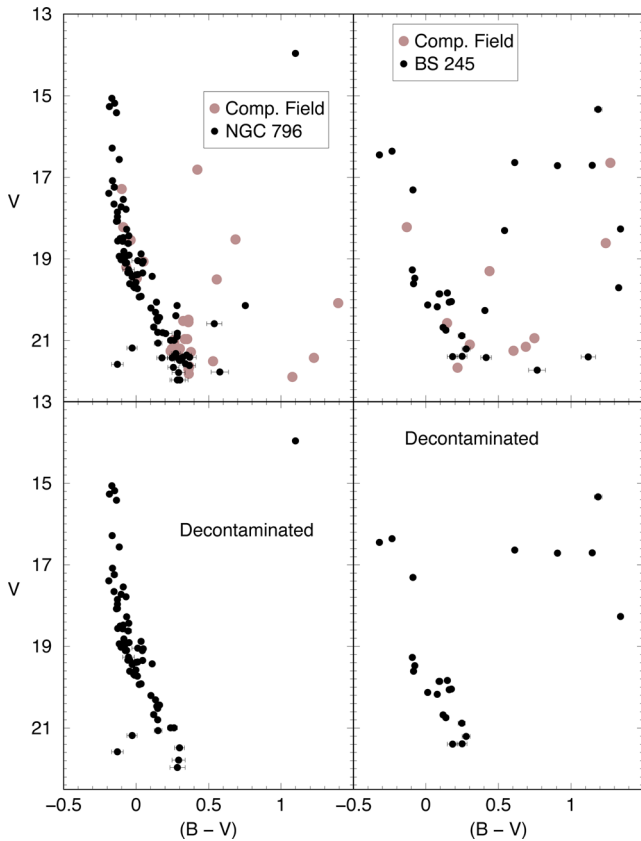 13
15
17
V
19
21
13
Comp. Field
NGC 796
Comp. Field
BS 245
15
17
V
19
21
Decontaminated
Decontaminated
−0.5 0 0.5 1 −0.5 0 0.5 1
(B − V) (B − V)